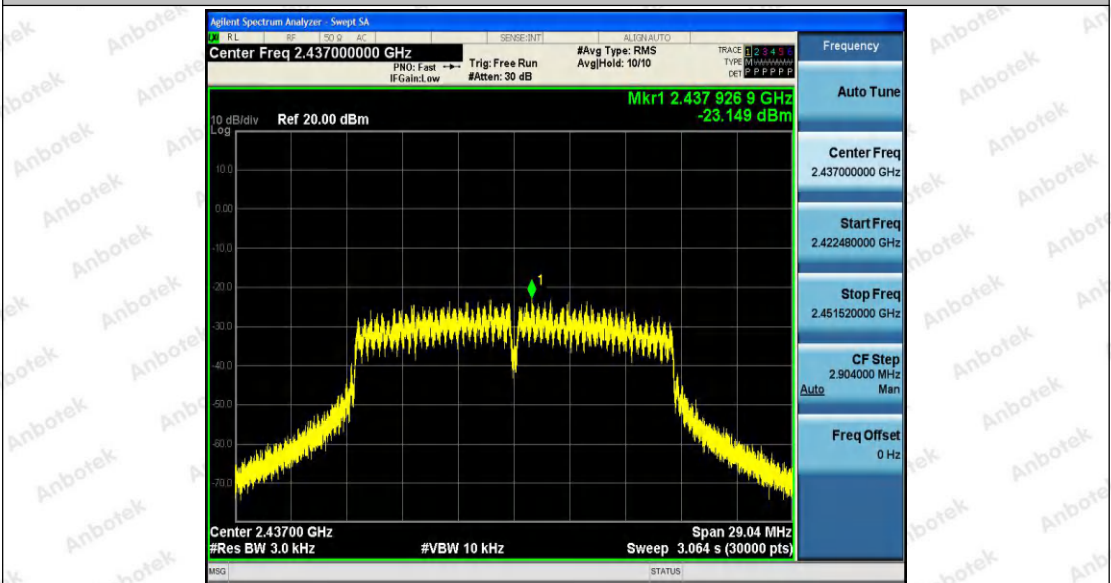 Agilent Spectrum Analyzer - Swept SA
RL RF 50 Ω AC SENSE:INT ALIGNAUTO
Center Freq 2.437000000 GHz
PNO: Fast
IFGain:Low
Trig: Free Run
#Atten: 30 dB
#Avg Type: RMS
Avg|Hold: 10/10
TRACE 1 2 3 4 5 6
TYPE M
DET P P P P P P
Mkr1 2.437 926 9 GHz
-23.149 dBm
10 dB/div Ref 20.00 dBm
Log
10.0
0.00
-10.0
-20.0
-30.0
-40.0
-50.0
-60.0
-70.0
1
Center 2.43700 GHz
Span 29.04 MHz
#Res BW 3.0 kHz
#VBW 10 kHz
Sweep 3.064 s (30000 pts)
MSG
STATUS
Frequency
Auto Tune
Center Freq
2.437000000 GHz
Start Freq
2.422480000 GHz
Stop Freq
2.451520000 GHz
CF Step
2.904000 MHz
Auto Man
Freq Offset
0 Hz
Anbotek